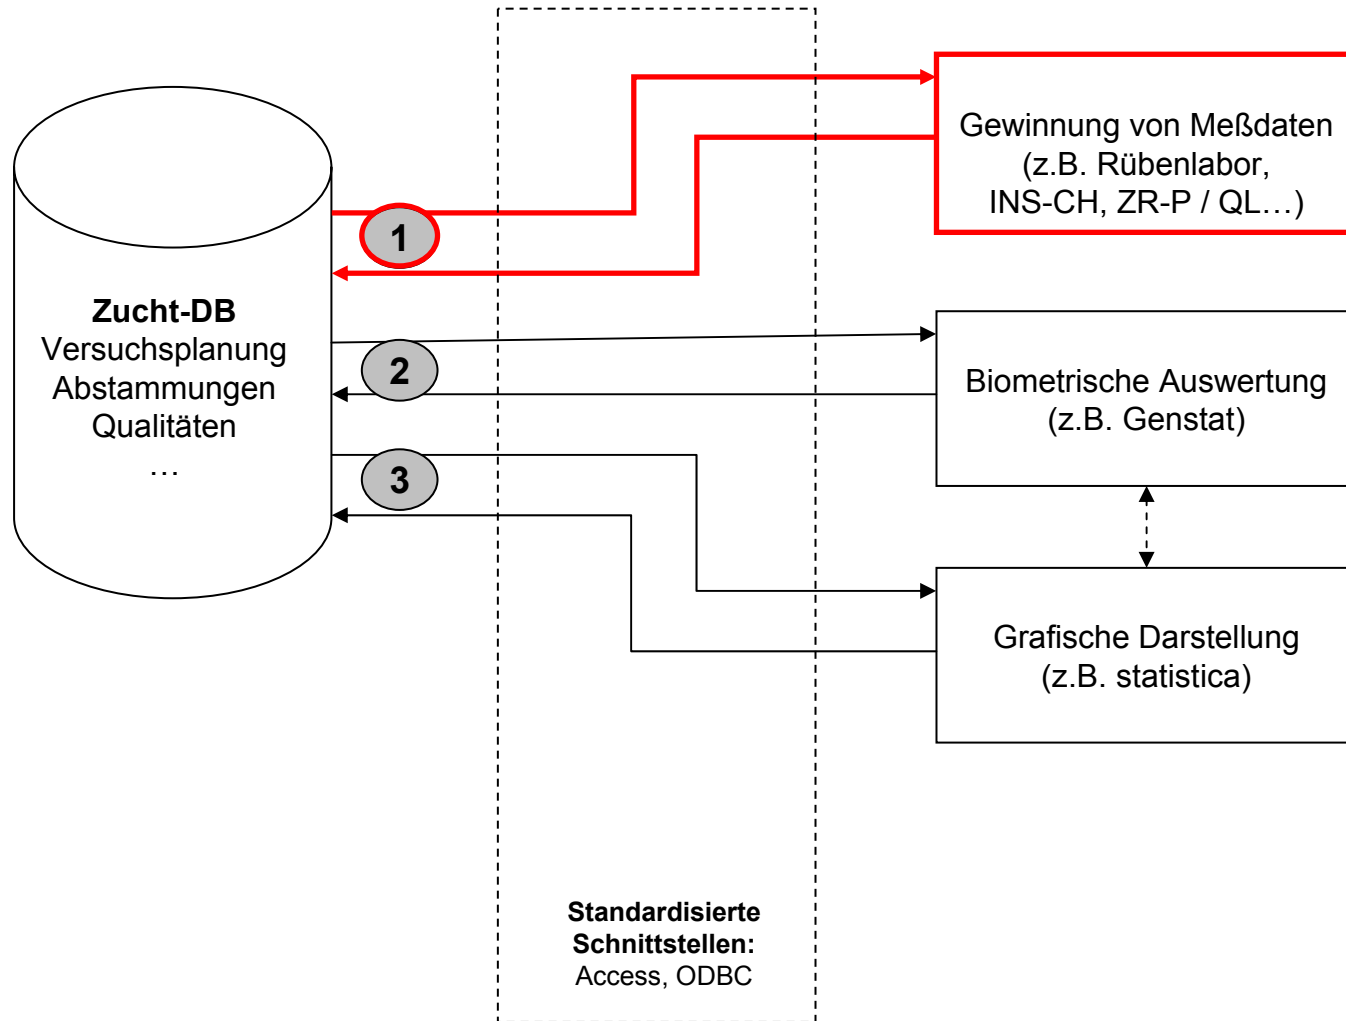 Gewinnung von Meßdaten
(z.B. Rübenlabor,
INS-CH, ZR-P / QL…)
1
Zucht-DB
Versuchsplanung
Abstammungen
Qualitäten
…
2
Biometrische Auswertung
(z.B. Genstat)
3
Grafische Darstellung
(z.B. statistica)
Standardisierte
Schnittstellen:
Access, ODBC